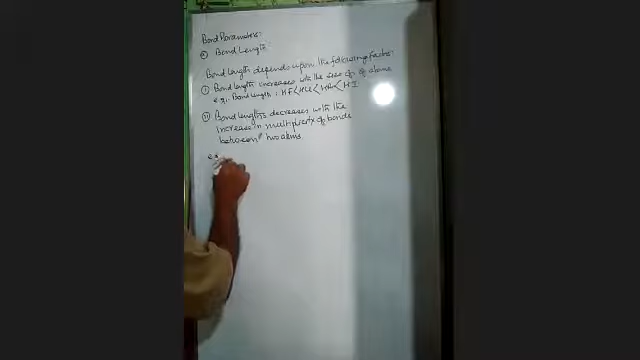 Bond Parameters:
(a) Bond Length:
Bond length depends upon the following factors
(i) Bond length increases with the size of atoms
e.g. Bond length : HF < HCl < HBr < HI
(ii) Bond lengths decreases with the
increase in multiplicity of bonds
between two atoms.
e.g